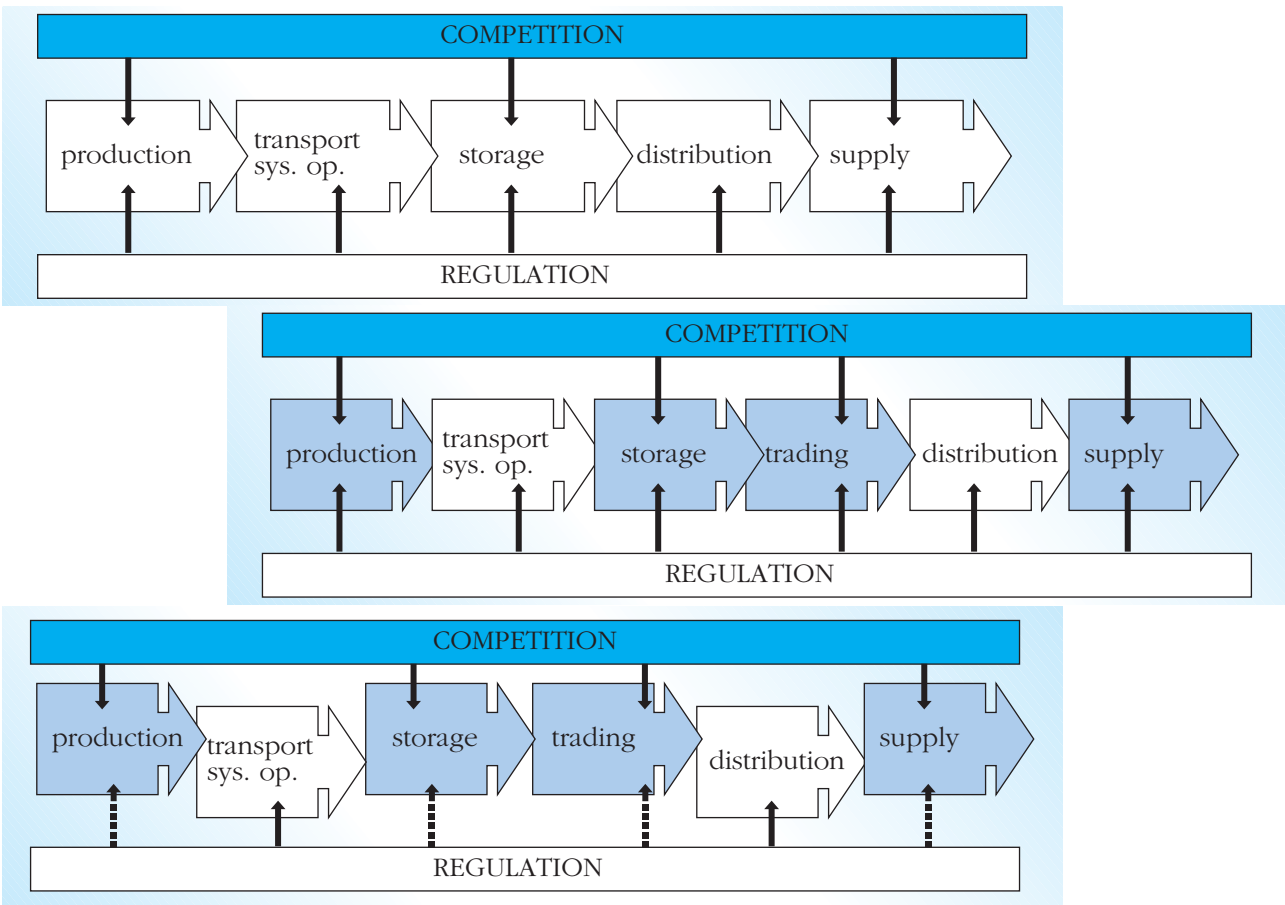 COMPETITION
production
transport
sys. op.
storage
distribution
supply
REGULATION
COMPETITION
production
transport
sys. op.
storage
trading
distribution
supply
REGULATION
COMPETITION
production
transport
sys. op.
storage
trading
distribution
supply
REGULATION